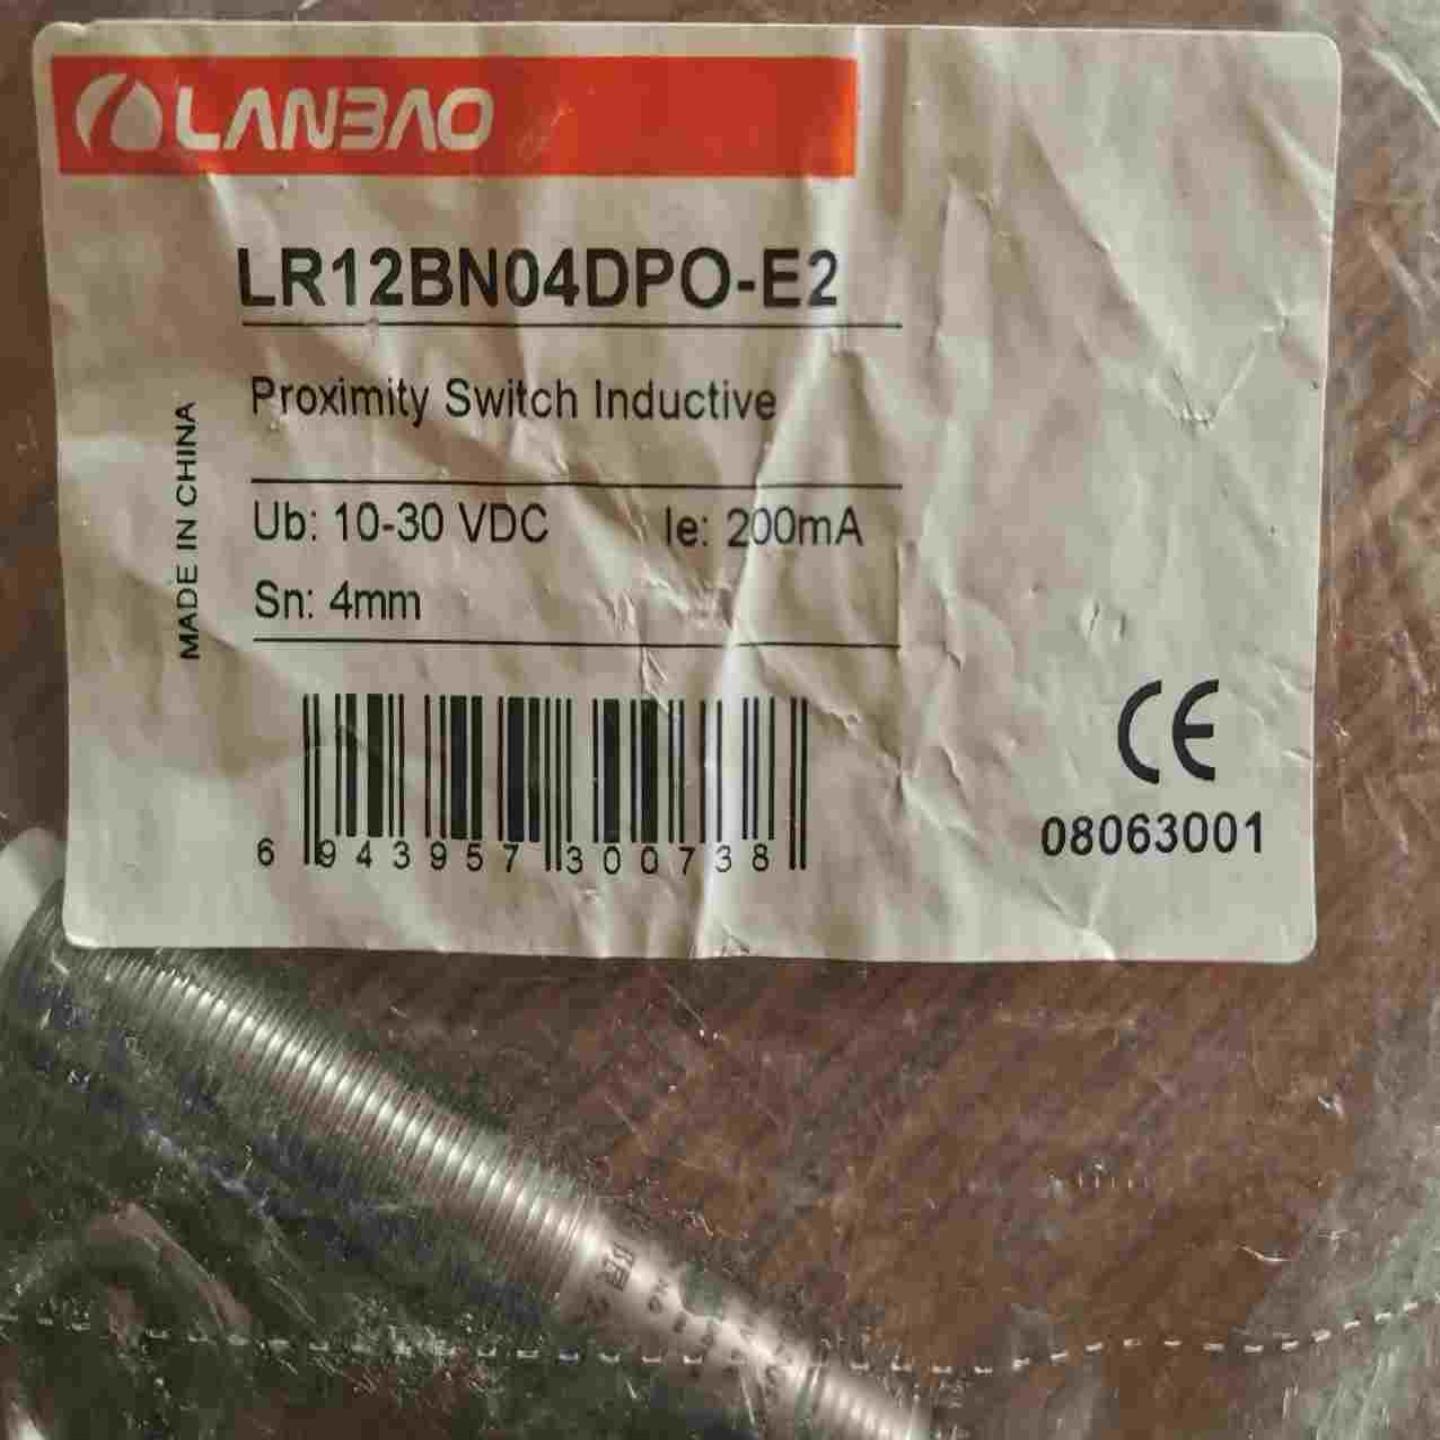 LANBAO
LR12BN04DPO-E2
Proximity Switch Inductive
MADE IN CHINA
Ub: 10-30 VDC Ie: 200mA
Sn: 4mm
6 943957 300738
CE
08063001